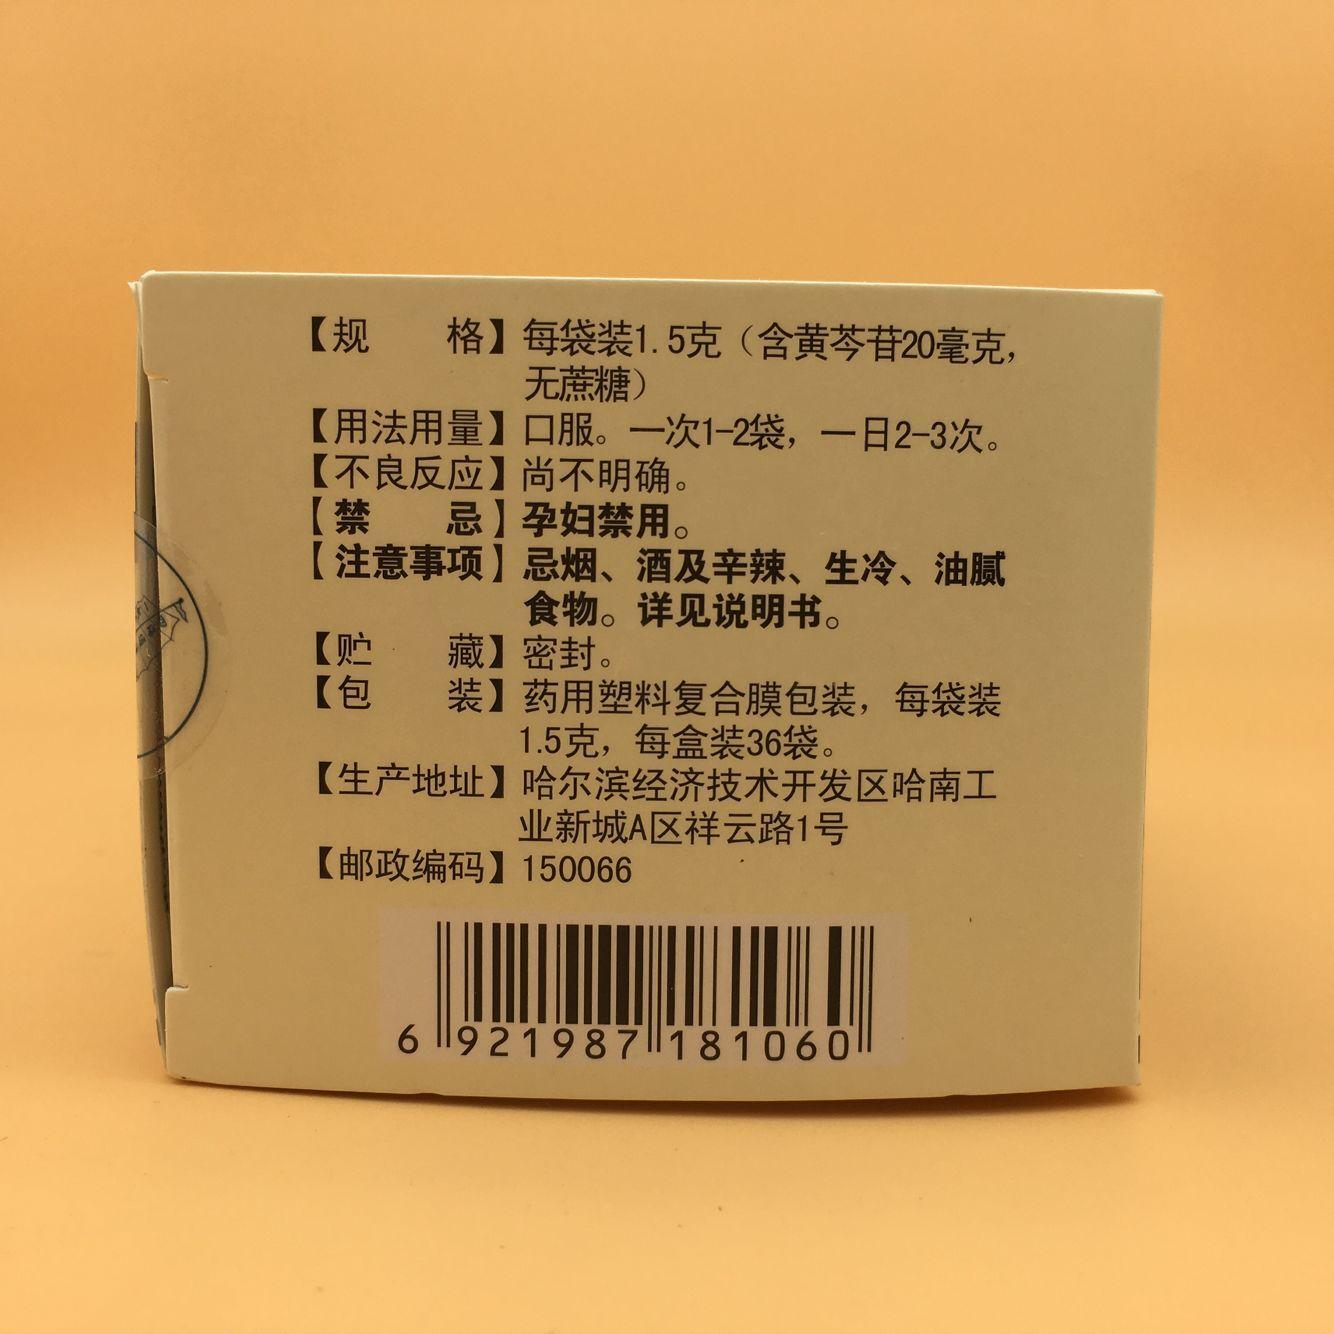 【规格】每袋装1.5克（含黄芩苷20毫克，
无蔗糖）
【用法用量】口服。一次1-2袋，一日2-3次。
【不良反应】尚不明确。
【禁忌】孕妇禁用。
【注意事项】忌烟、酒及辛辣、生冷、油腻
食物。详见说明书。
【贮藏】密封。
【包装】药用塑料复合膜包装，每袋装
1.5克，每盒装36袋。
【生产地址】哈尔滨经济技术开发区哈南工
业新城A区祥云路1号
【邮政编码】150066
6 921987 181060